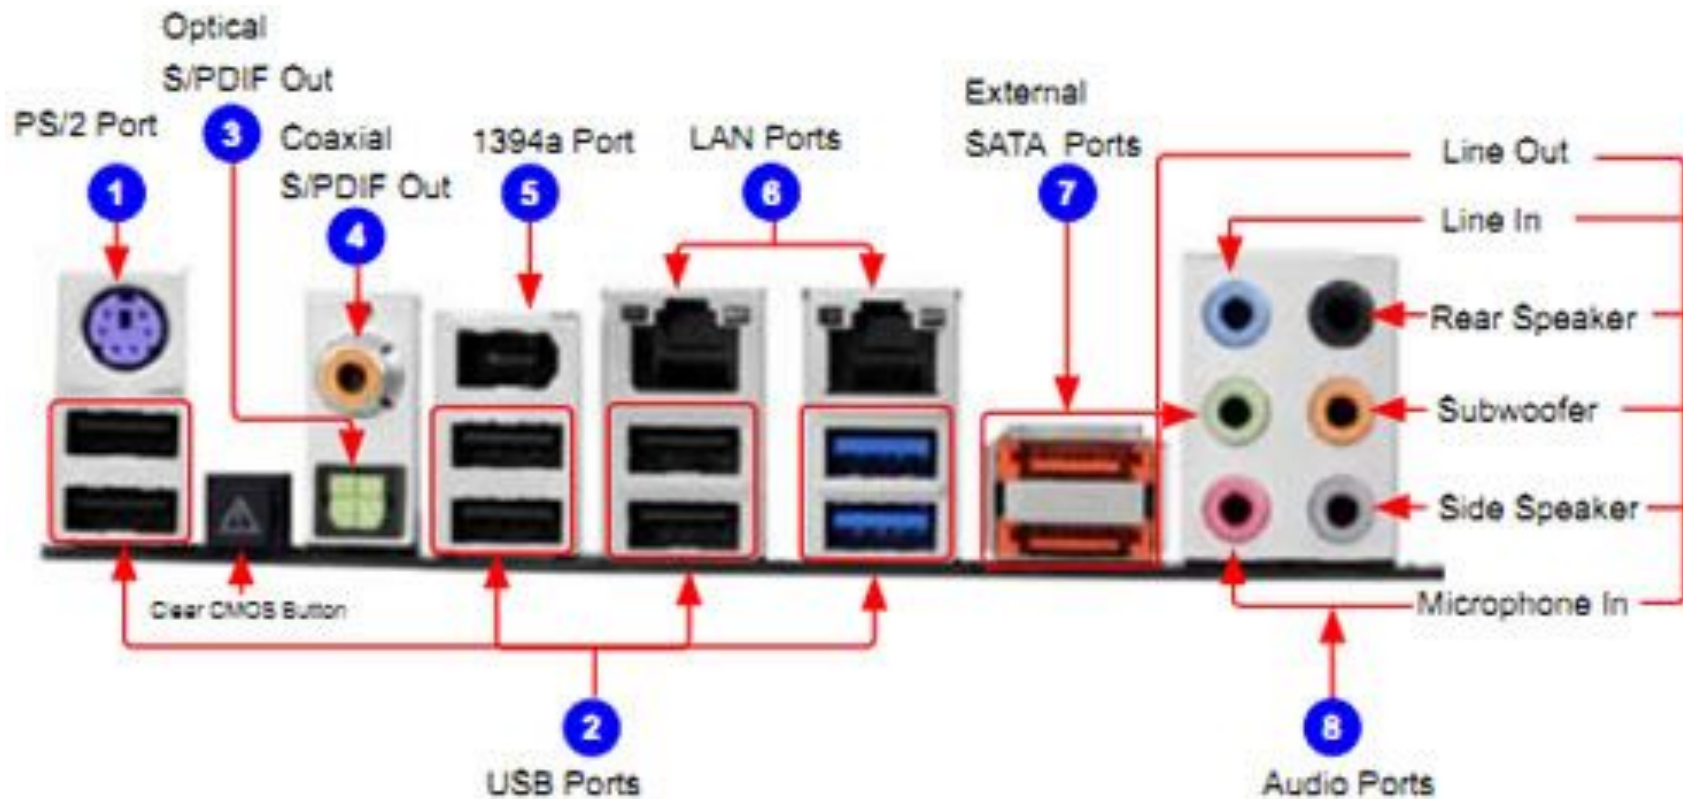 Optical
S/PDIF Out
PS/2 Port
3
Coaxial
S/PDIF Out
1394a Port
LAN Ports
External
SATA Ports
Line Out
1
4
5
6
7
Line In
Rear Speaker
Subwoofer
Side Speaker
Clear CMOS Button
Microphone In
2
USB Ports
8
Audio Ports